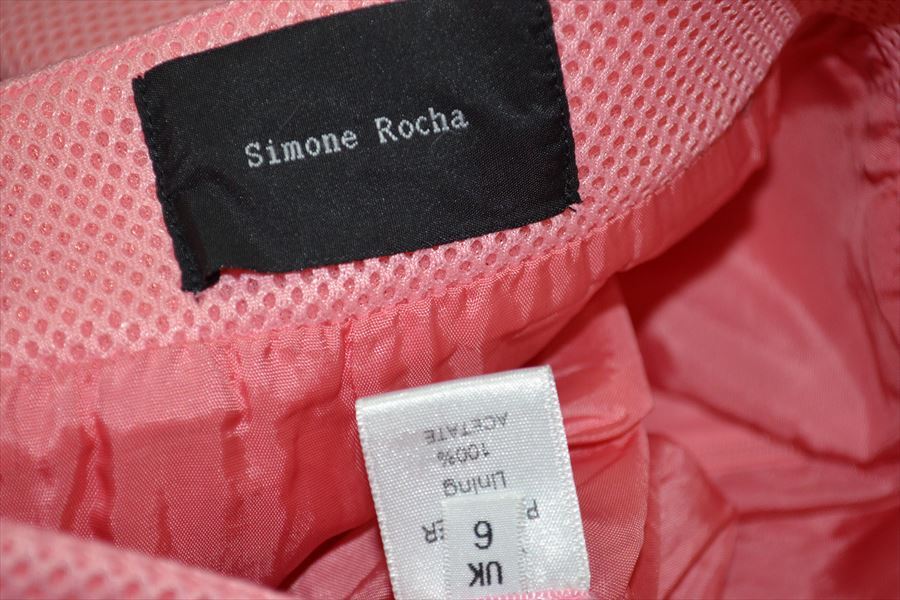 Simone Rocha
UK
6
Lining
100%
ACETATE